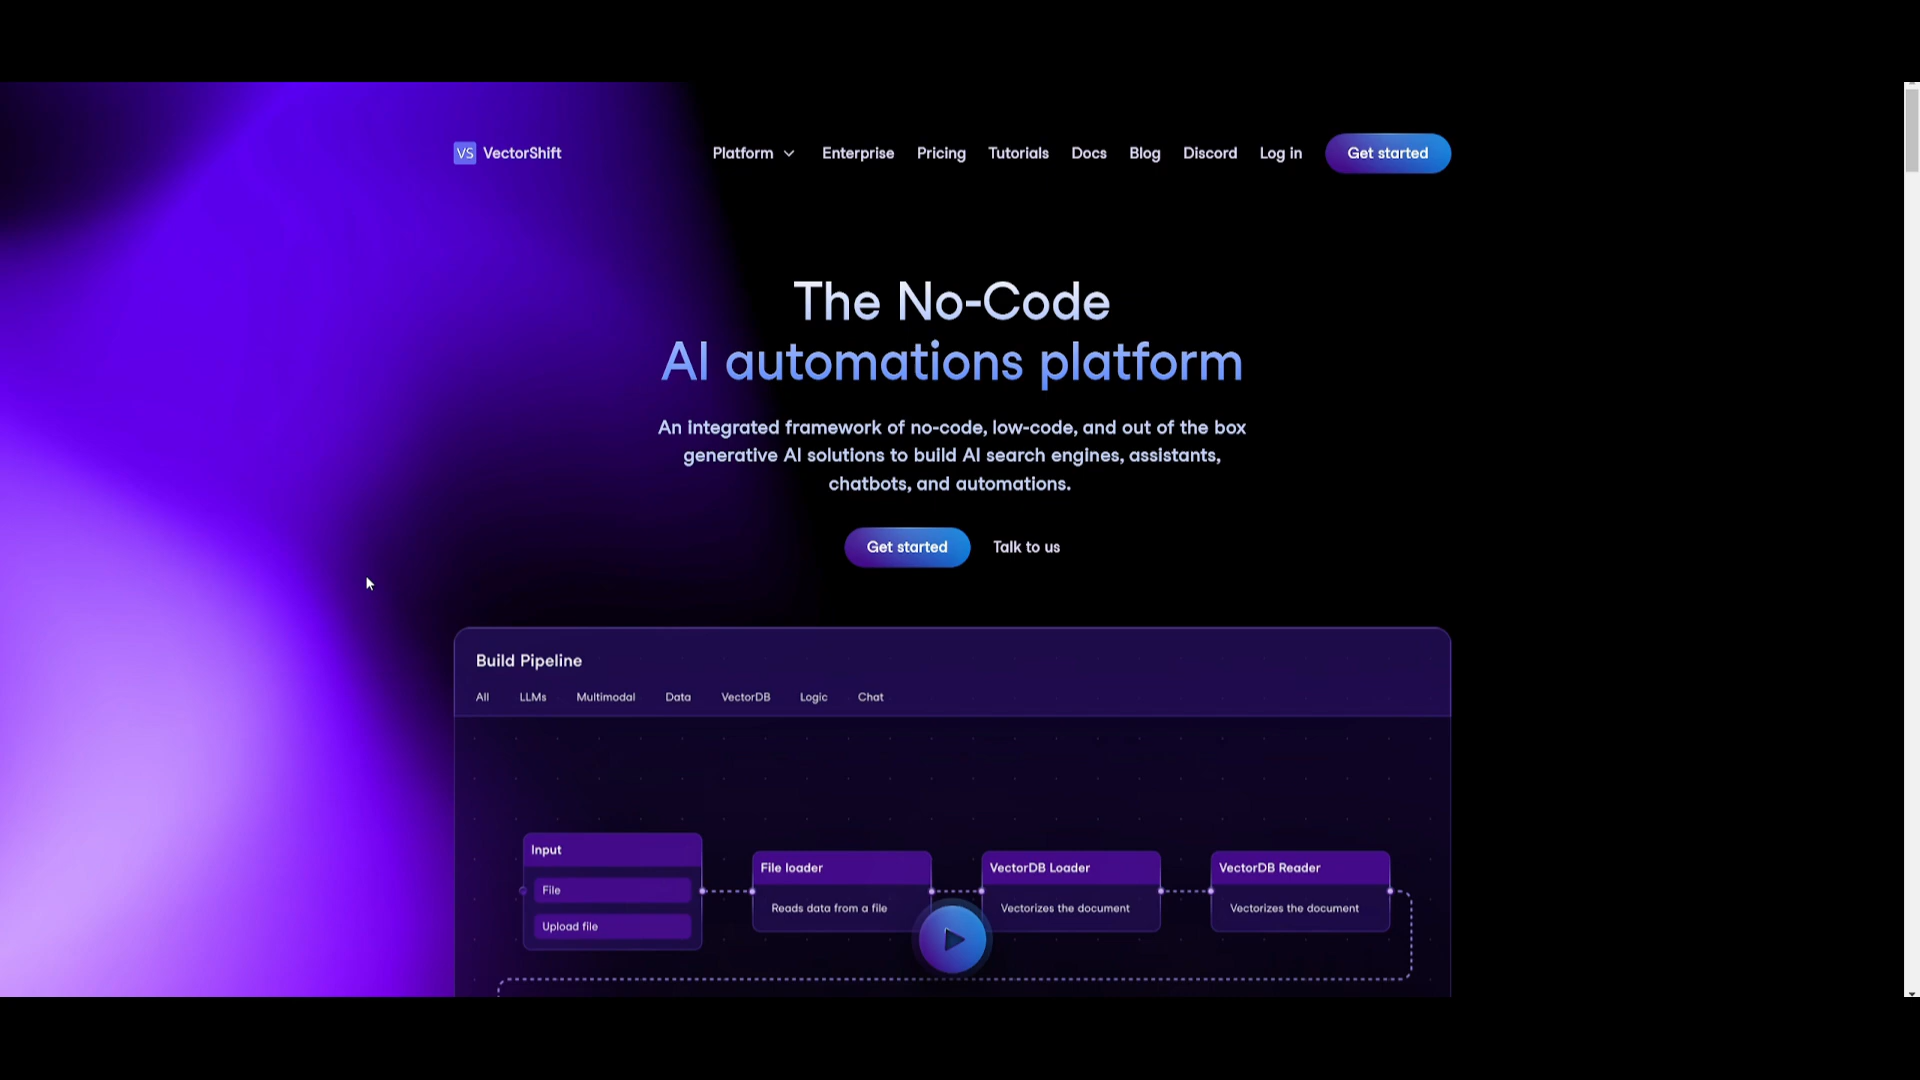 VS VectorShift
Platform Enterprise Pricing Tutorials Docs Blog Discord Log in Get started
The No-Code
AI automations platform
An integrated framework of no-code, low-code, and out of the box
generative AI solutions to build AI search engines, assistants,
chatbots, and automations.
Get started Talk to us
Build Pipeline
All LLMs Multimodal Data VectorDB Logic Chat
Input
File
Upload file
File loader
Reads data from a file
VectorDB Loader
Vectorizes the document
VectorDB Reader
Vectorizes the document